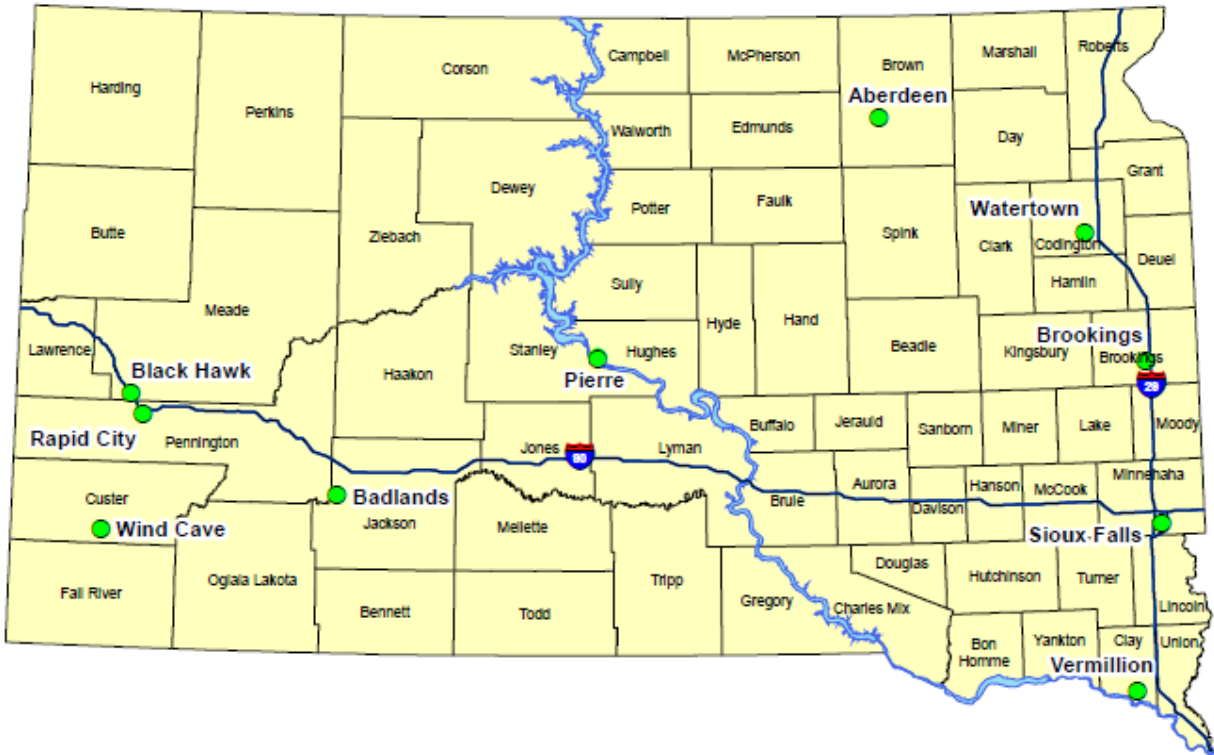 Harding
Perkins
Corson
Campbell
McPherson
Brown
Marshall
Roberts
Aberdeen
Walworth
Edmunds
Day
Grant
Dewey
Ziebach
Butte
Potter
Faulk
Spink
Watertown
Clark
Codington
Deuel
Hamlin
Meade
Sully
Hyde
Hand
Lawrence
Black Hawk
Haakon
Stanley
Hughes
Pierre
Beadle
Kingsbury
Brookings
Brookings
29
Rapid City
Pennington
Jones
90
Lyman
Buffalo
Jerauld
Sanborn
Miner
Lake
Moody
Custer
Wind Cave
Badlands
Jackson
Mellette
Brule
Aurora
Davison
Hanson
McCook
Minnehaha
Sioux Falls
Fall River
Oglala Lakota
Bennett
Todd
Tripp
Gregory
Douglas
Charles Mix
Hutchinson
Turner
Lincoln
Bon
Homme
Yankton
Clay
Union
Vermillion